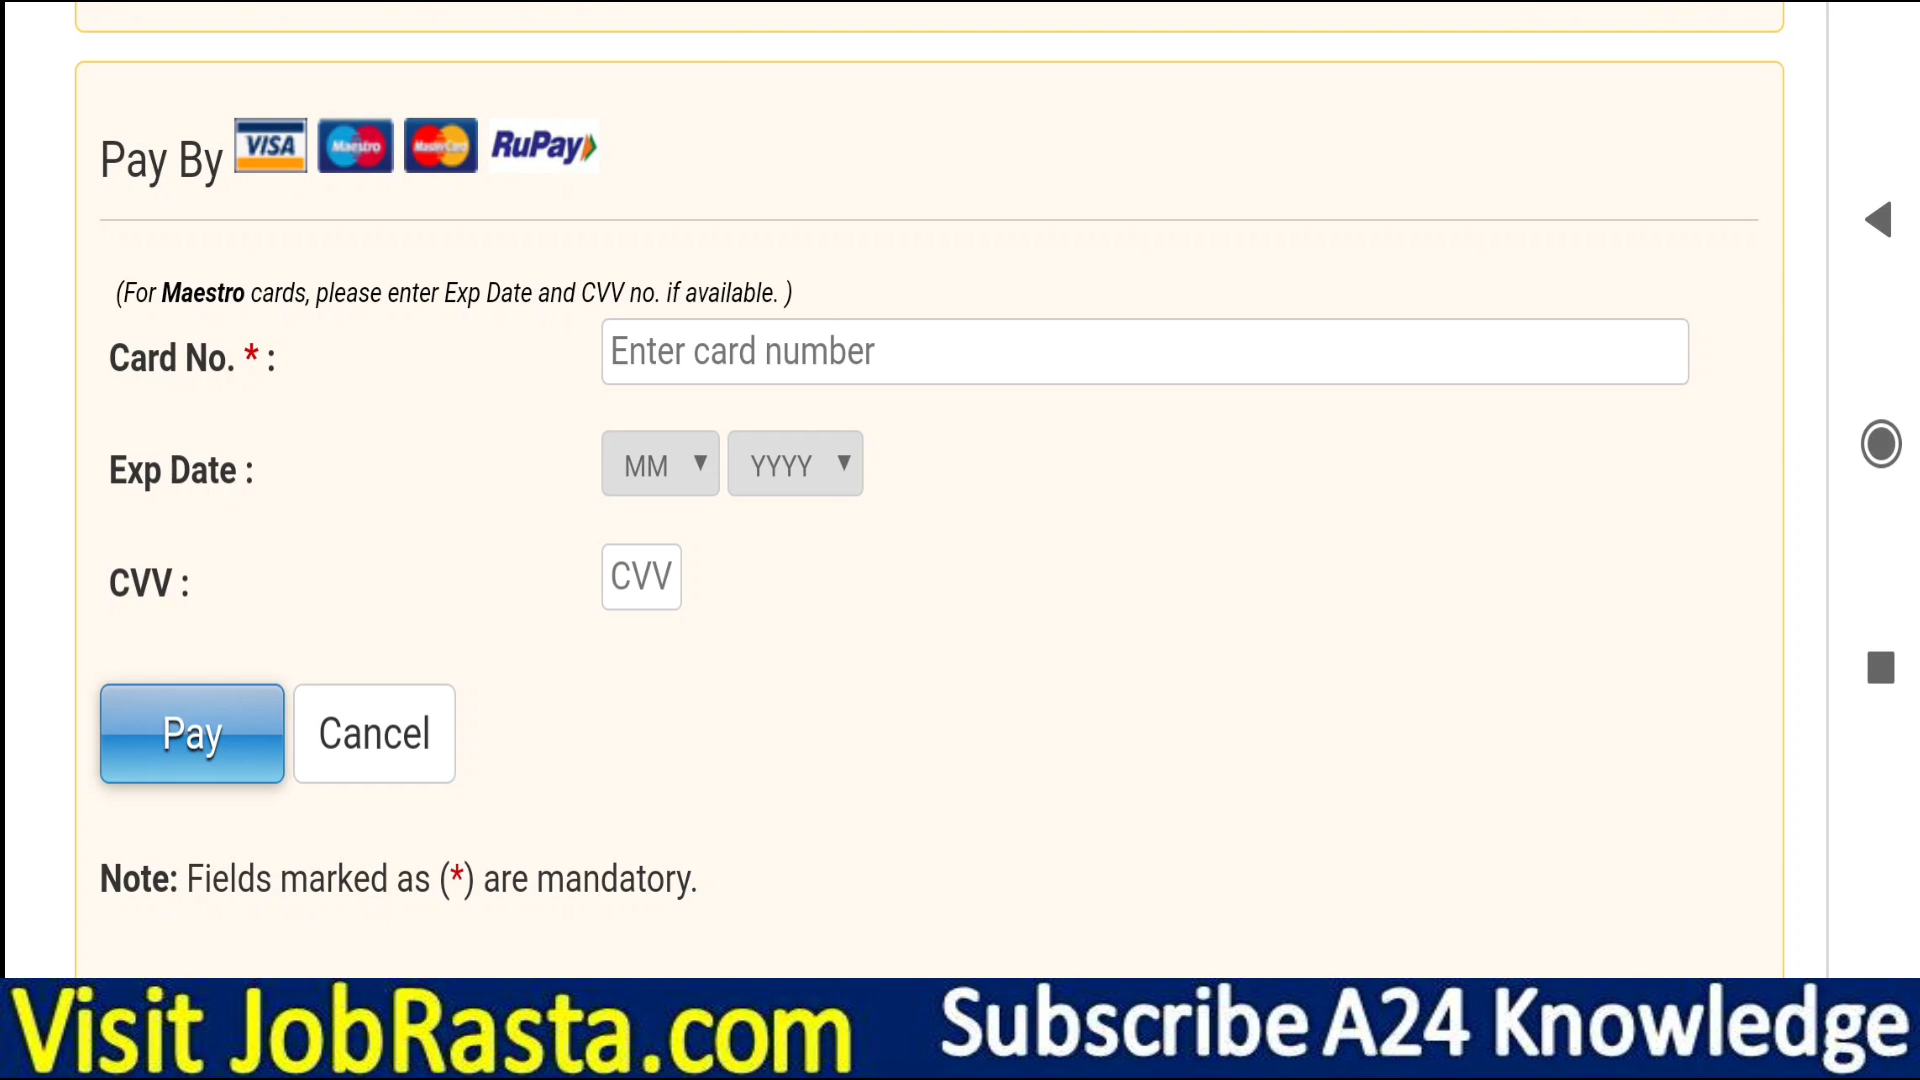 Pay By VISA Maestro MasterCard RuPay
(For Maestro cards, please enter Exp Date and CVV no. if available. )
Card No. * : Enter card number
Exp Date : MM YYYY
CVV : CVV
Pay Cancel
Note: Fields marked as (*) are mandatory.
Visit JobRasta.com Subscribe A24 Knowledge